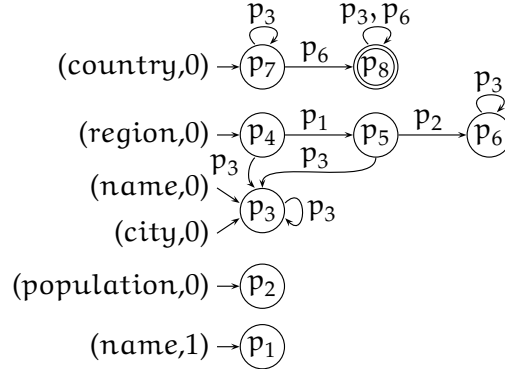 p₃ p₃, p₆
(country,0) p₇ p₆ p₈
p₃
(region,0) p₄ p₁ p₅ p₂ p₆
p₃ p₃
(name,0)
p₃ p₃
(city,0)
(population,0) p₂
(name,1) p₁